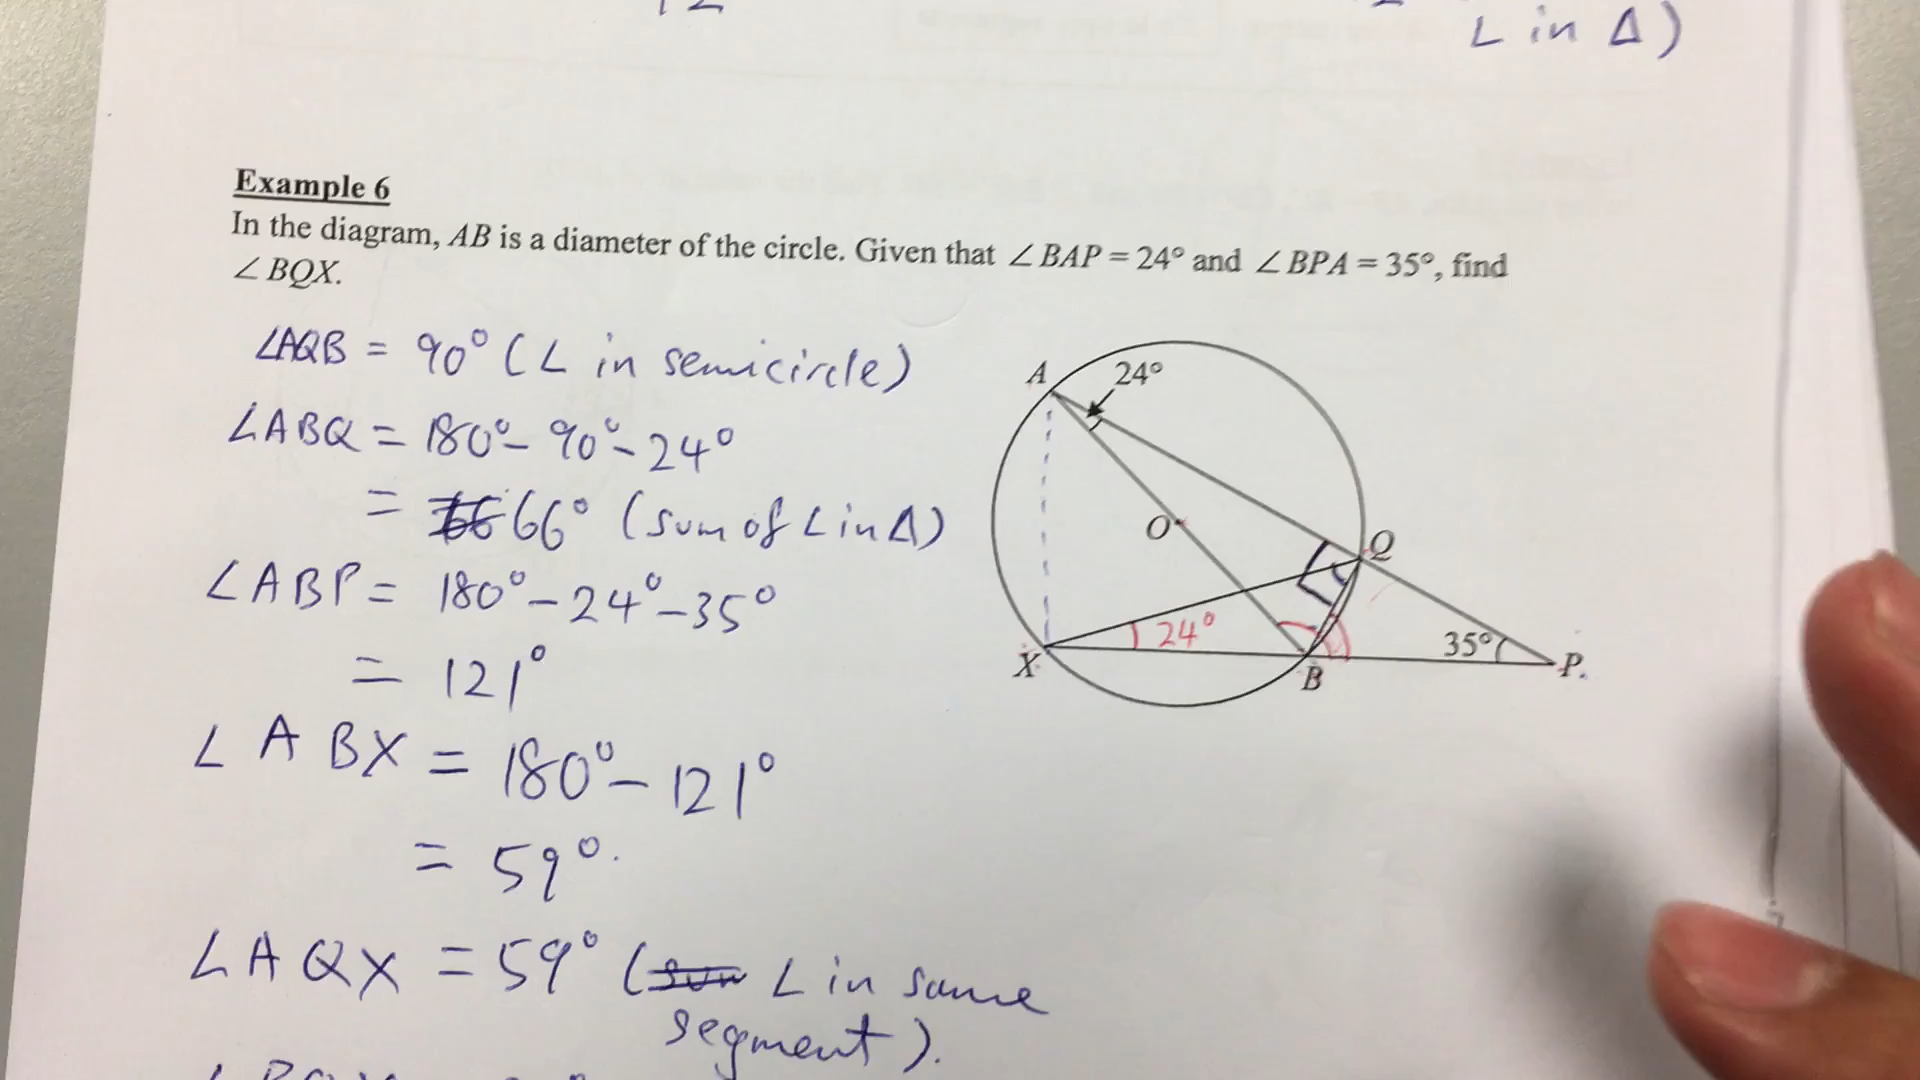 ∠ in Δ)
Example 6
In the diagram, AB is a diameter of the circle. Given that ∠BAP = 24° and ∠BPA = 35°, find
∠BQX.
∠AQB = 90° (∠ in semicircle)
∠ABQ = 180° - 90° - 24°
= 66° (sum of ∠ in Δ)
∠ABP = 180° - 24° - 35°
= 121°
∠ABX = 180° - 121°
= 59°.
∠AQX = 59° (∠ in same
segment).
A
24°
O
Q
24°
35°
X
B
P.